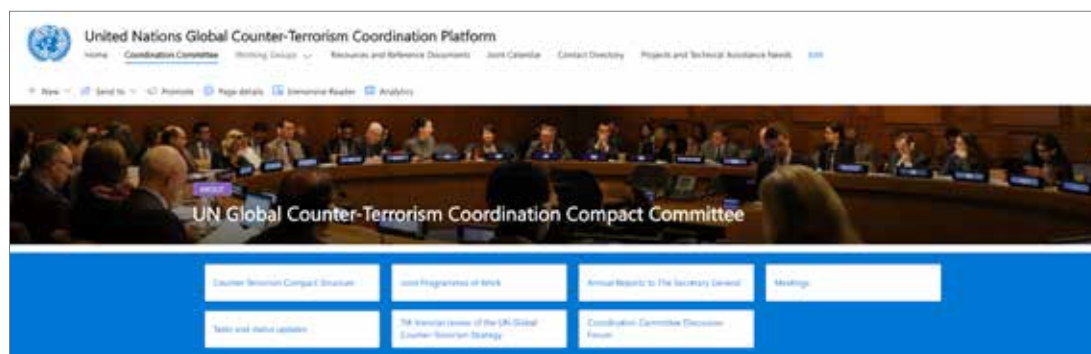 United Nations Global Counter-Terrorism Coordination Platform
Home Coordination Committee Working Groups Resources and Reference Documents Joint Calendar Contact Directory Projects and Technical Assistance Needs Edit
New Send to Promote Page details Immersive Reader Analytics
ABOUT
UN Global Counter-Terrorism Coordination Compact Committee
Counter-Terrorism Compact Structure
Joint Programmes of Work
Annual Reports to The Secretary General
Meetings
Tasks and status updates
7th biennial review of the UN Global
Counter-Terrorism Strategy
Coordination Committee Discussion
Forum